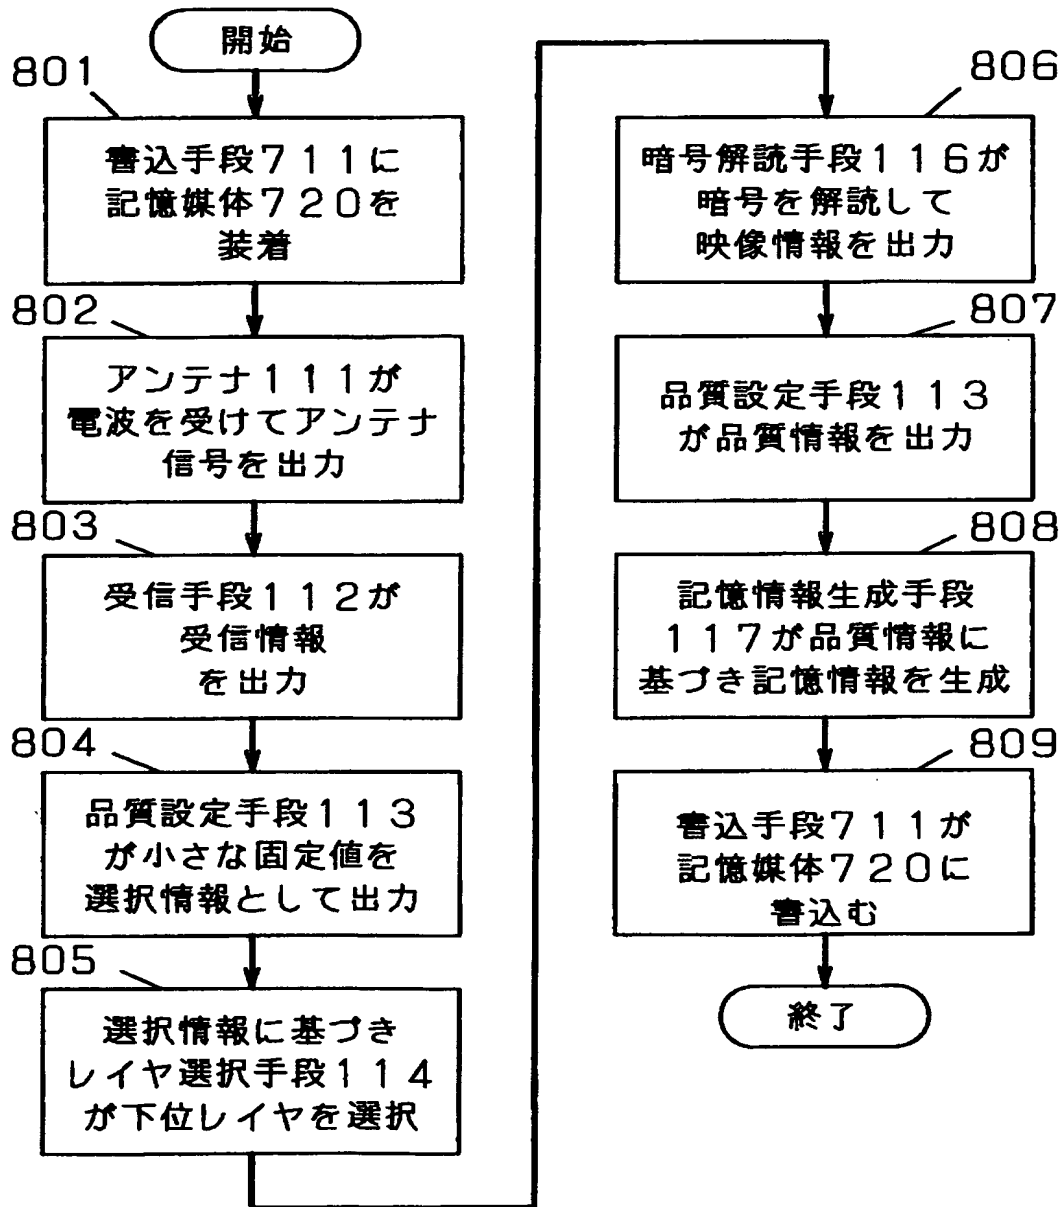 開始
801
書込手段711に
記憶媒体720を
装着
802
アンテナ111が
電波を受けてアンテナ
信号を出力
803
受信手段112が
受信情報
を出力
804
品質設定手段113
が小さな固定値を
選択情報として出力
805
選択情報に基づき
レイヤ選択手段114
が下位レイヤを選択
806
暗号解読手段116が
暗号を解読して
映像情報を出力
807
品質設定手段113
が品質情報を出力
808
記憶情報生成手段
117が品質情報に
基づき記憶情報を生成
809
書込手段711が
記憶媒体720に
書込む
終了